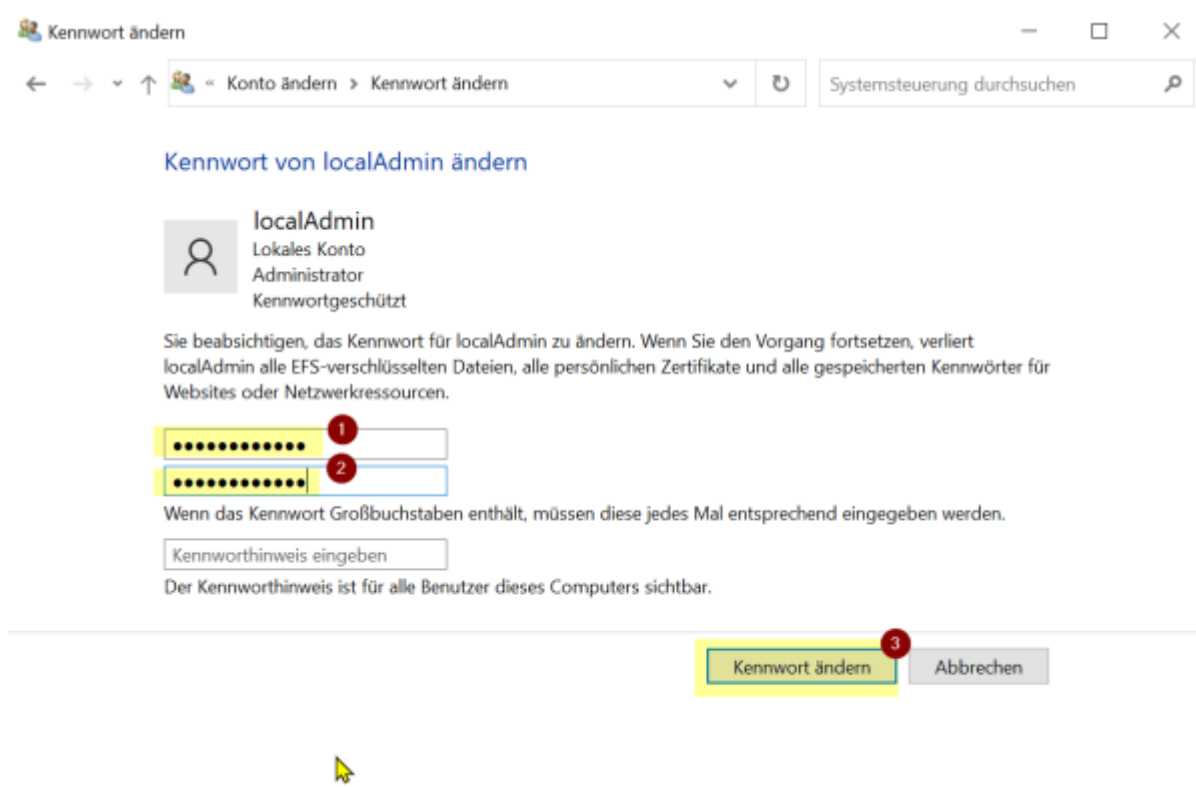 Kennwort ändern
« Konto ändern > Kennwort ändern
Systemsteuerung durchsuchen
Kennwort von localAdmin ändern
localAdmin
Lokales Konto
Administrator
Kennwortgeschützt
Sie beabsichtigen, das Kennwort für localAdmin zu ändern. Wenn Sie den Vorgang fortsetzen, verliert
localAdmin alle EFS-verschlüsselten Dateien, alle persönlichen Zertifikate und alle gespeicherten Kennwörter für
Websites oder Netzwerkressourcen.
1
●●●●●●●●●●●●
2
●●●●●●●●●●●●
Wenn das Kennwort Großbuchstaben enthält, müssen diese jedes Mal entsprechend eingegeben werden.
Kennworthinweis eingeben
Der Kennworthinweis ist für alle Benutzer dieses Computers sichtbar.
3
Kennwort ändern Abbrechen